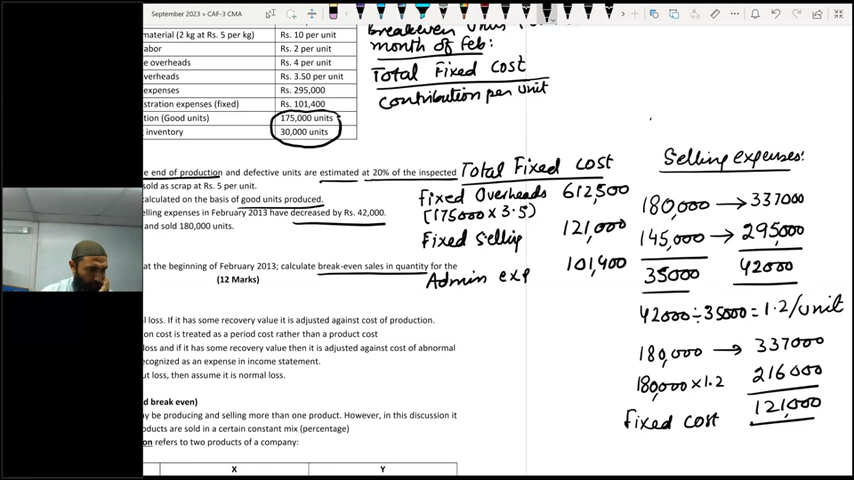 September 2023 » CAF-3 CMA
material (2 kg at Rs. 5 per kg) Rs. 10 per unit
abor Rs. 2 per unit
e overheads Rs. 4 per unit
verheads Rs. 3.50 per unit
expenses Rs. 295,000
stration expenses (fixed) Rs. 101,400
tion (Good units) 175,000 units
inventory 30,000 units
month of Feb:
Total Fixed Cost
Contribution per unit
e end of production and defective units are estimated at 20% of the inspected
sold as scrap at Rs. 5 per unit.
calculated on the basis of good units produced.
elling expenses in February 2013 have decreased by Rs. 42,000.
and sold 180,000 units.
at the beginning of February 2013; calculate break-even sales in quantity for the
(12 Marks)
Total Fixed cost
Fixed Overheads 612,500
[(175000 x 3.5)
Fixed Selling 121,000
Admin exp 101,400
Selling expenses:
180,000 → 337000
145,000 → 295,000
35000 42000
42000 ÷ 35000 = 1.2/unit
180,000 → 337000
180,000 x 1.2 216000
Fixed cost 121,000
l loss. If it has some recovery value it is adjusted against cost of production.
on cost is treated as a period cost rather than a product cost
loss and if it has some recovery value then it is adjusted against cost of abnormal
ecognized as an expense in income statement.
ut loss, then assume it is normal loss.
d break even)
y be producing and selling more than one product. However, in this discussion it
oducts are sold in a certain constant mix (percentage)
on refers to two products of a company:
X Y